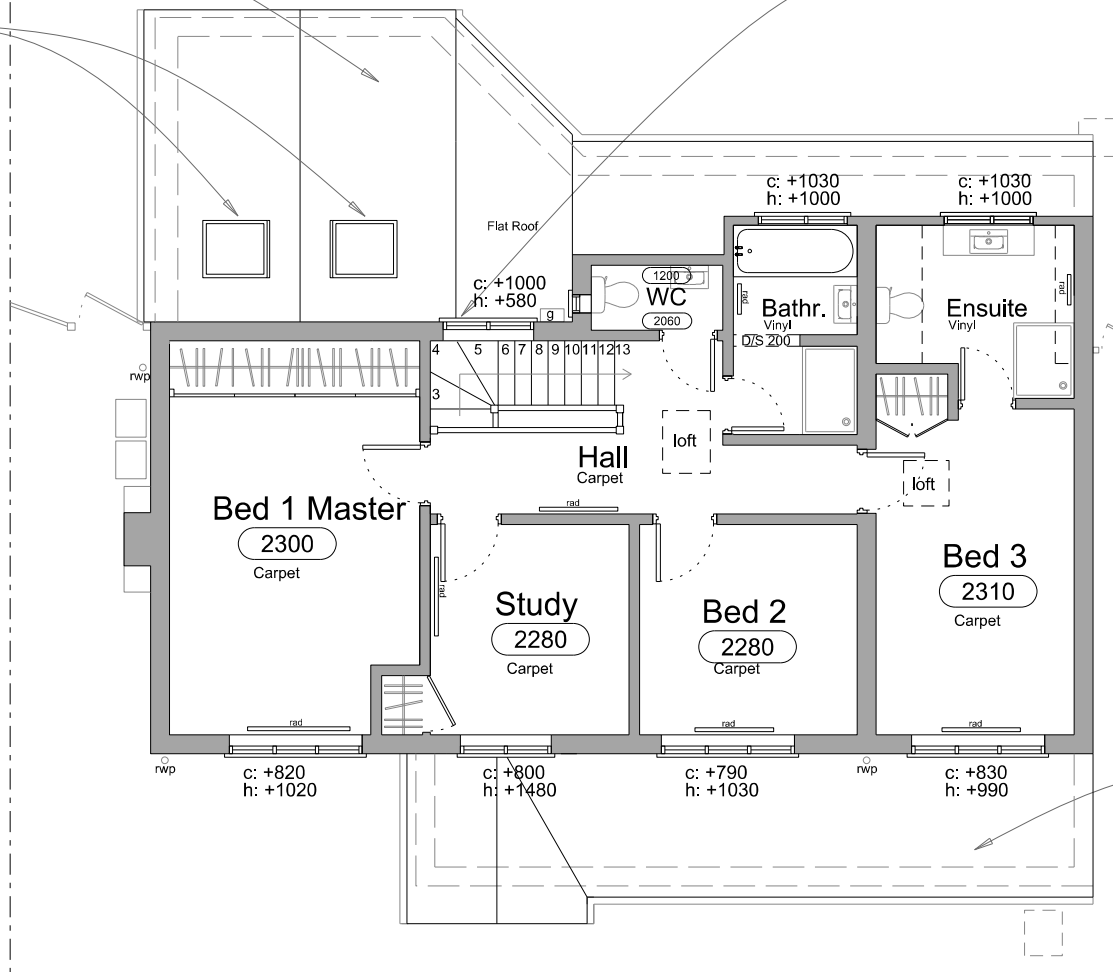 c: +1030
h: +1000
c: +1030
h: +1000
Flat Roof
c: +1000
h: +580
g
1200
WC
2060
rad
Bathr.
Vinyl
D/S 200
rad
Ensuite
Vinyl
4
5
6
7
8
9
10
11
12
13
3
rwp
loft
Hall
Carpet
rad
loft
Bed 1 Master
2300
Carpet
rad
Study
2280
Carpet
Bed 2
2280
Carpet
Bed 3
2310
Carpet
rad
rad
rad
rwp
c: +820
h: +1020
c: +800
h: +1480
c: +790
h: +1030
rwp
c: +830
h: +990